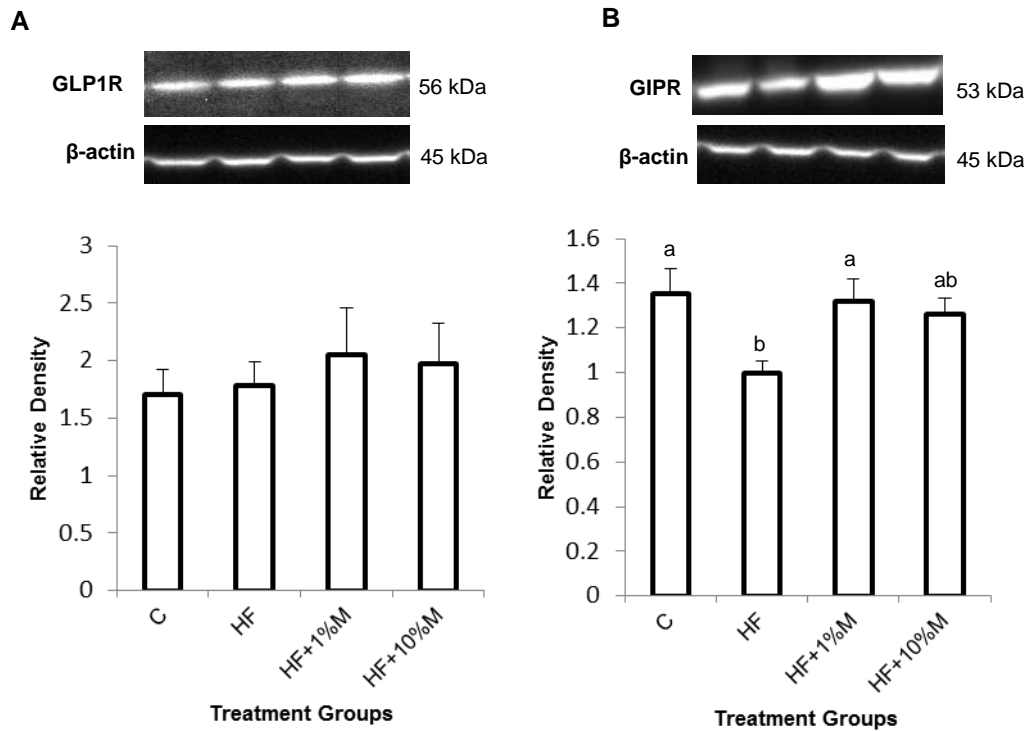 A
GLP1R
56 kDa
β-actin
45 kDa
3
2.5
2
1.5
1
0.5
0
Relative Density
C
HF
HF+1%M
HF+10%M
Treatment Groups
B
GIPR
53 kDa
β-actin
45 kDa
1.6
1.4
1.2
1
0.8
0.6
0.4
0.2
0
Relative Density
a
b
a
ab
C
HF
HF+1%M
HF+10%M
Treatment Groups